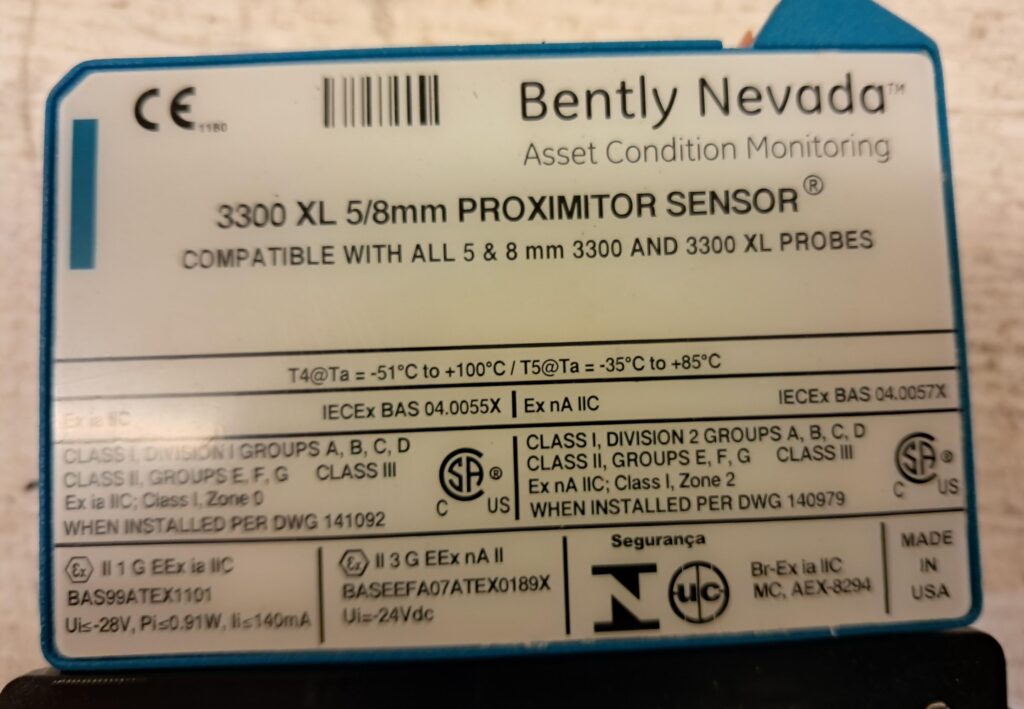 CE 1180
Bently Nevada™
Asset Condition Monitoring
3300 XL 5/8mm PROXIMITOR SENSOR®
COMPATIBLE WITH ALL 5 & 8 mm 3300 AND 3300 XL PROBES
T4@Ta = -51°C to +100°C / T5@Ta = -35°C to +85°C
Ex ia IIC IECEx BAS 04.0055X
Ex nA IIC IECEx BAS 04.0057X
CLASS I, DIVISION I GROUPS A, B, C, D
CLASS II, GROUPS E, F, G CLASS III
Ex ia IIC; Class I, Zone 0
WHEN INSTALLED PER DWG 141092
SA®
C US
CLASS I, DIVISION 2 GROUPS A, B, C, D
CLASS II, GROUPS E, F, G CLASS III
Ex nA IIC; Class I, Zone 2
WHEN INSTALLED PER DWG 140979
SA®
C US
Ex II 1 G EEx ia IIC
BAS99ATEX1101
Ui≤-28V, Pi≤0.91W, Ii≤140mA
Ex II 3 G EEx nA II
BASEEFA07ATEX0189X
Ui=-24Vdc
Segurança
UC
Br-Ex ia IIC
MC, AEX-8294
MADE
IN
USA